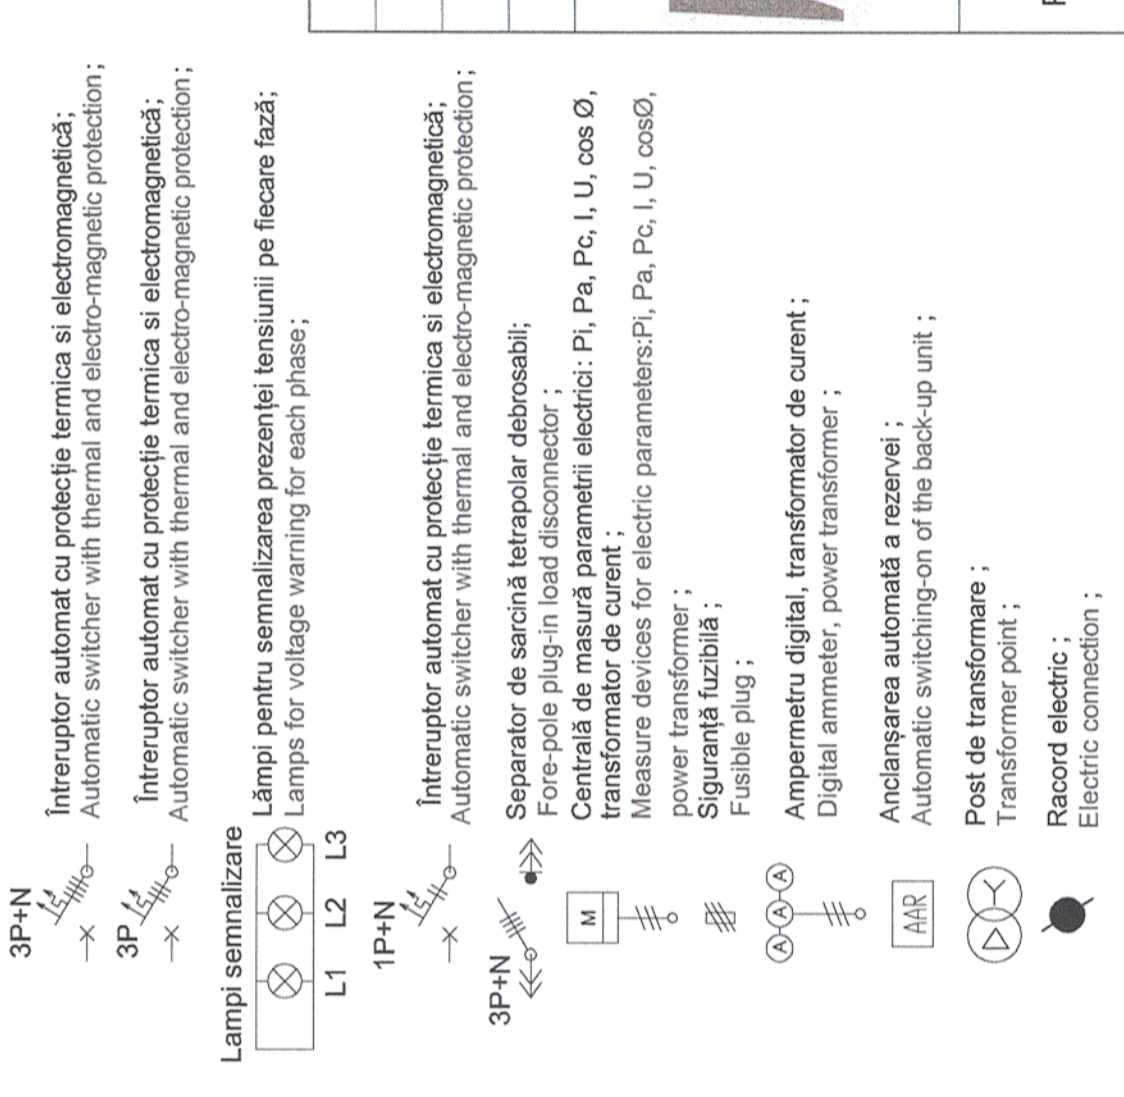 3P+N
Întreruptor automat cu protecție termica si electromagnetică;
Automatic switcher with thermal and electro-magnetic protection;
3P
Întreruptor automat cu protecție termica si electromagnetică;
Automatic switcher with thermal and electro-magnetic protection;
Lampi semnalizare
L1 L2 L3
Lămpi pentru semnalizarea prezenței tensiunii pe fiecare fază;
Lamps for voltage warning for each phase;
1P+N
Întreruptor automat cu protecție termica si electromagnetică;
Automatic switcher with thermal and electro-magnetic protection;
3P+N
Separator de sarcină tetrapolar debrosabil;
Fore-pole plug-in load disconnector;
M
Centrală de masură parametrii electrici: Pi, Pa, Pc, I, U, cos Ø,
transformator de curent;
Measure devices for electric parameters:Pi, Pa, Pc, I, U, cosØ,
power transformer;
Siguranță fuzibilă;
Fusible plug;
A A A
Ampermetru digital, transformator de curent;
Digital ammeter, power transformer;
AAR
Anclanșarea automată a rezervei;
Automatic switching-on of the back-up unit;
Post de transformare;
Transformer point;
Racord electric;
Electric connection;